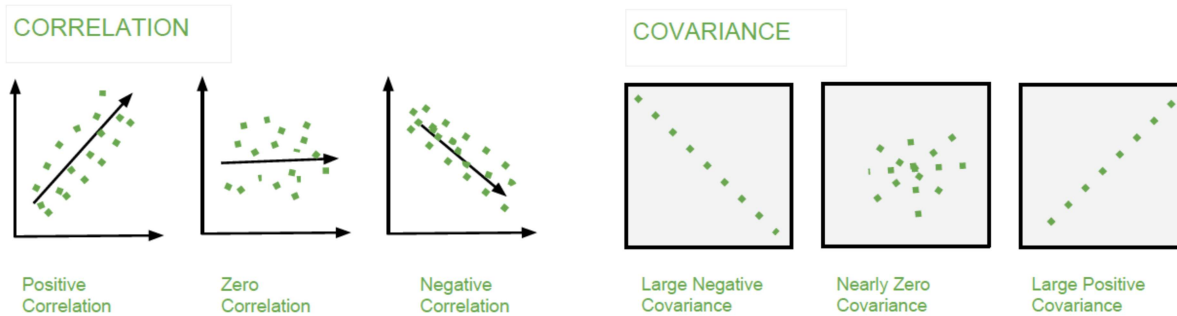 CORRELATION
Positive
Correlation
Zero
Correlation
Negative
Correlation
COVARIANCE
Large Negative
Covariance
Nearly Zero
Covariance
Large Positive
Covariance